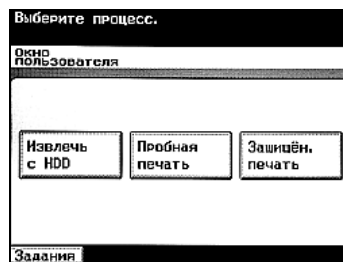 Выберите процесс.
Окно
пользователя
Извлечь
с HDD
Пробная
печать
Защищён.
печать
Задания